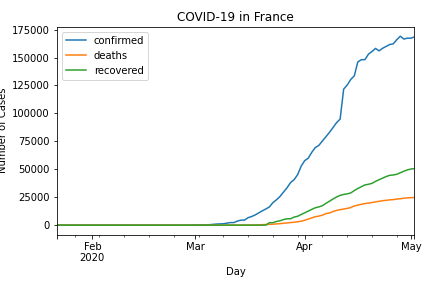 COVID-19 in France
confirmed
deaths
recovered
175000
150000
125000
100000
75000
50000
25000
0
Number of Cases
Feb
2020
Mar
Apr
May
Day